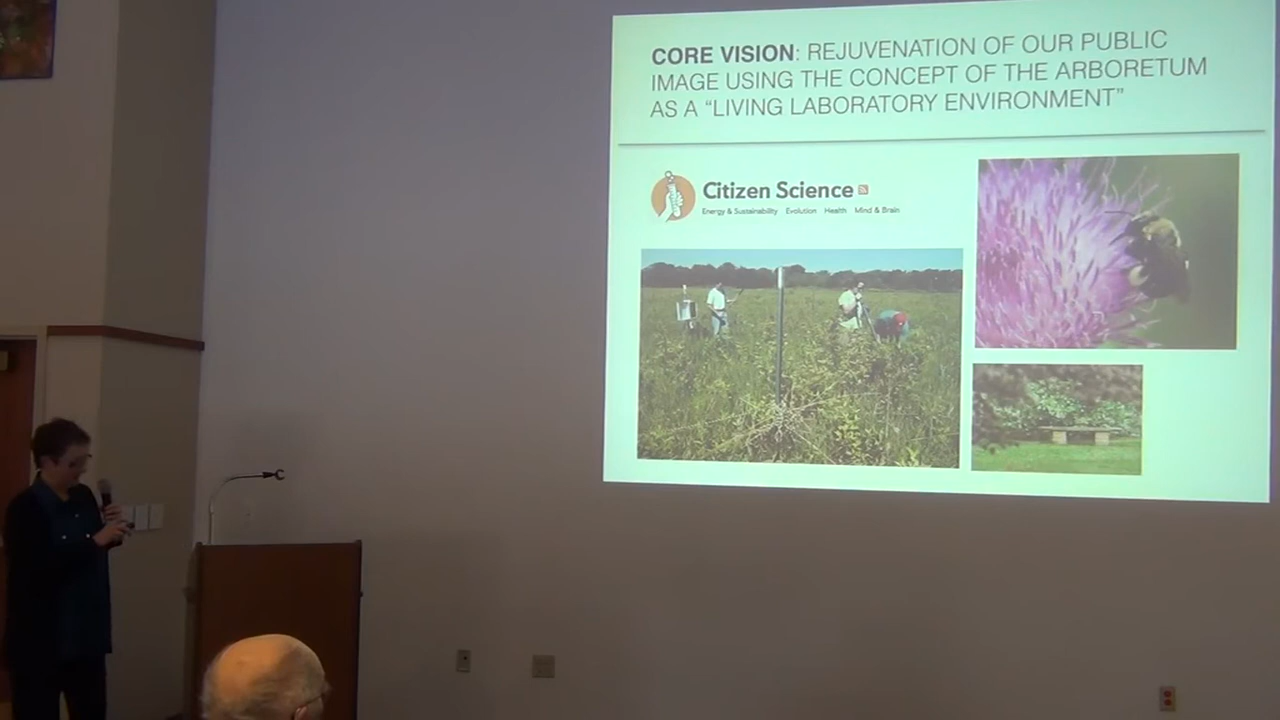 CORE VISION: REJUVENATION OF OUR PUBLIC
IMAGE USING THE CONCEPT OF THE ARBORETUM
AS A “LIVING LABORATORY ENVIRONMENT”
Citizen Science
Energy & Sustainability Evolution Health Mind & Brain